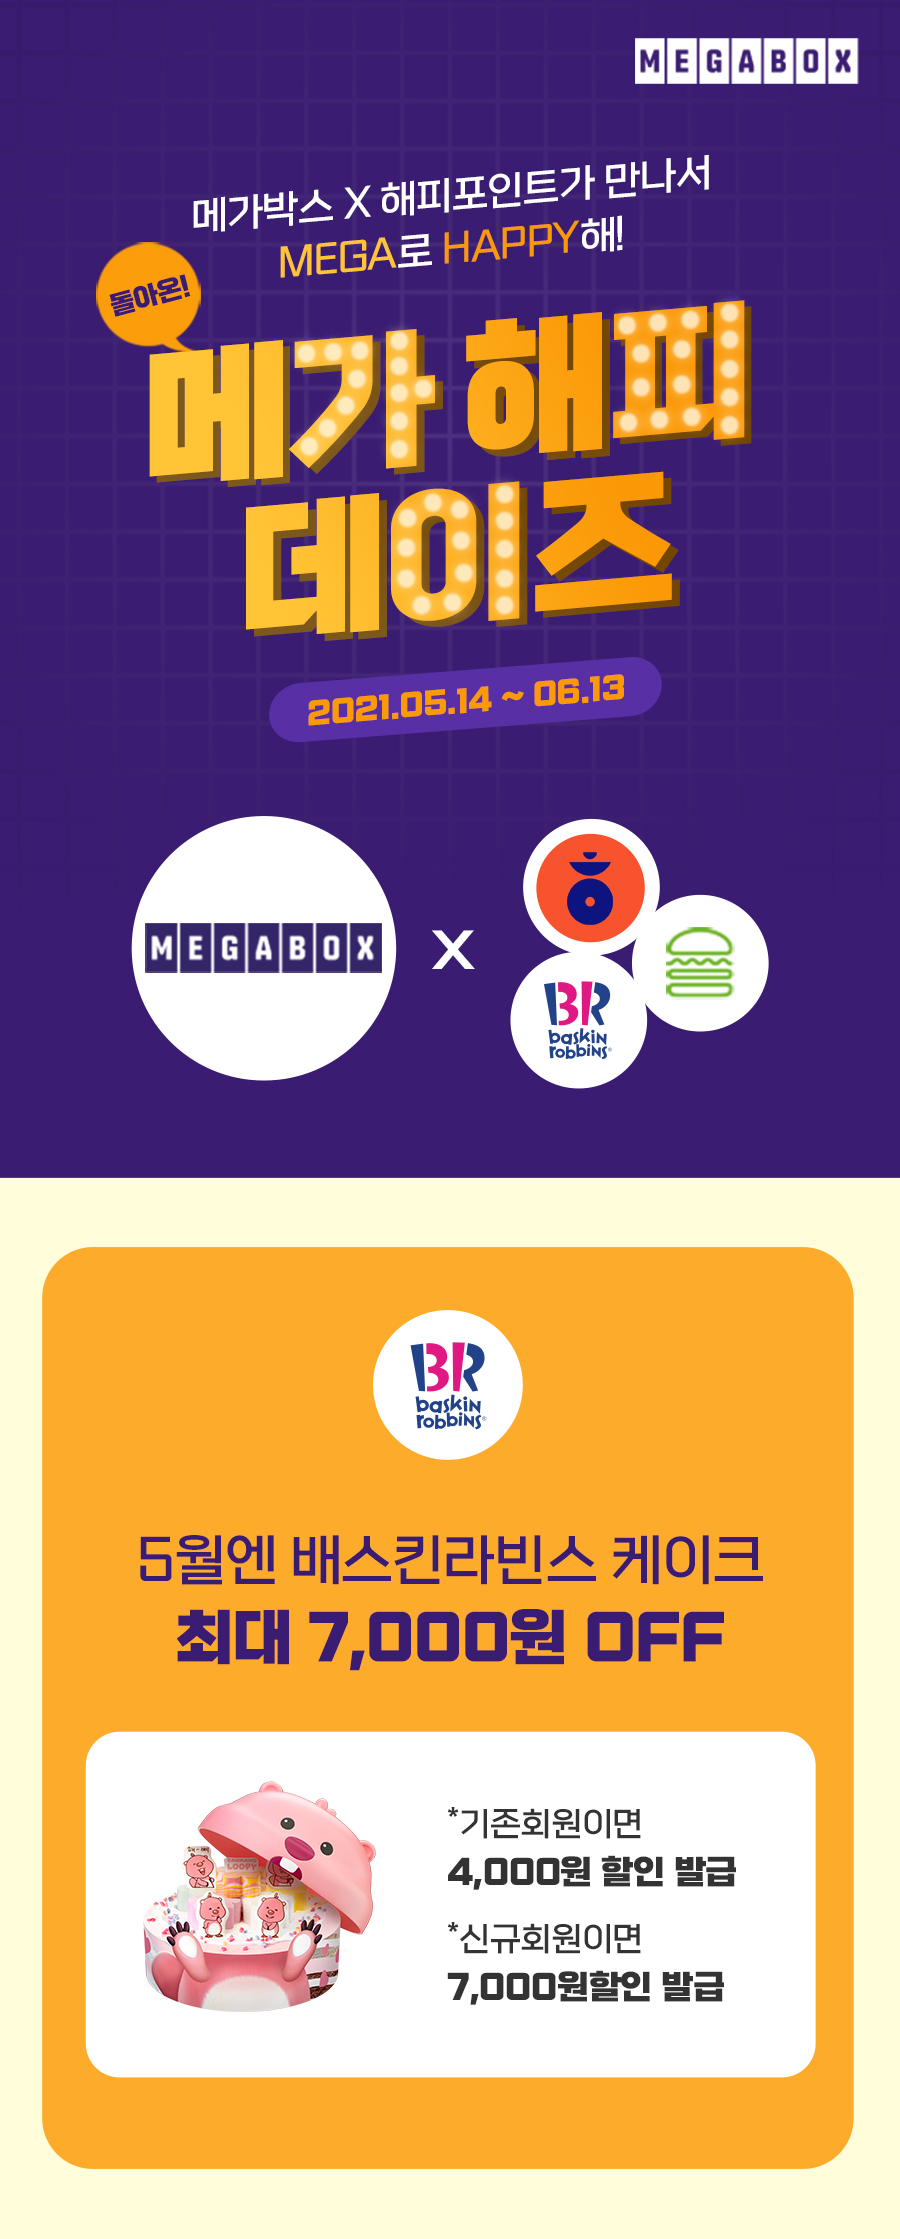 MEGABOX
메가박스 X 해피포인트가 만나서
MEGA로 HAPPY해!
돌아온!
메가 해피
데이즈
2021.05.14 ~ 06.13
MEGABOX
X
BR
baskin
robbins®
BR
baskin
robbins®
5월엔 배스킨라빈스 케이크
최대 7,000원 OFF
*기존회원이면
4,000원 할인 발급
LOOPY
*신규회원이면
7,000원할인 발급